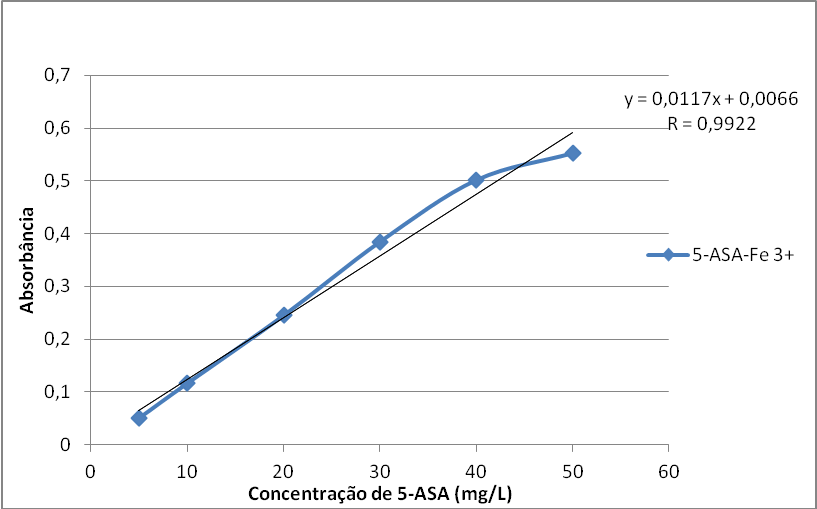 0,7
0,6
0,5
0,4
0,3
0,2
0,1
0
0 10 20 30 40 50 60
Absorbância
Concentração de 5-ASA (mg/L)
y = 0,0117x + 0,0066
R = 0,9922
5-ASA-Fe 3+